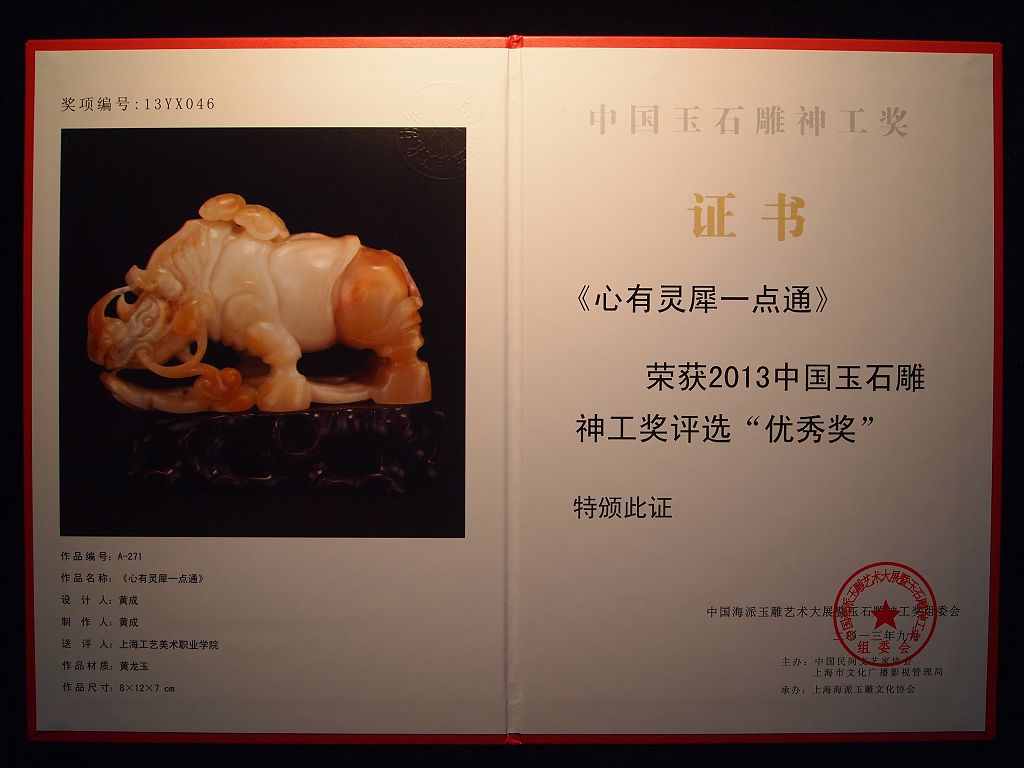 奖项编号:13YX046
作品编号: A-271
作品名称:《心有灵犀一点通》
设 计 人: 黄成
制 作 人: 黄成
送 评 人: 上海工艺美术职业学院
作品材质: 黄龙玉
作品尺寸: 8×12×7 cm
中国玉石雕神工奖
证书
《心有灵犀一点通》
荣获2013中国玉石雕
神工奖评选“优秀奖”
特颁此证
中国海派玉雕艺术大展暨玉石雕神工奖组委会
二〇一三年九月
主办: 中国民间文艺家协会
上海市文化广播影视管理局
承办: 上海海派玉雕文化协会
组委会